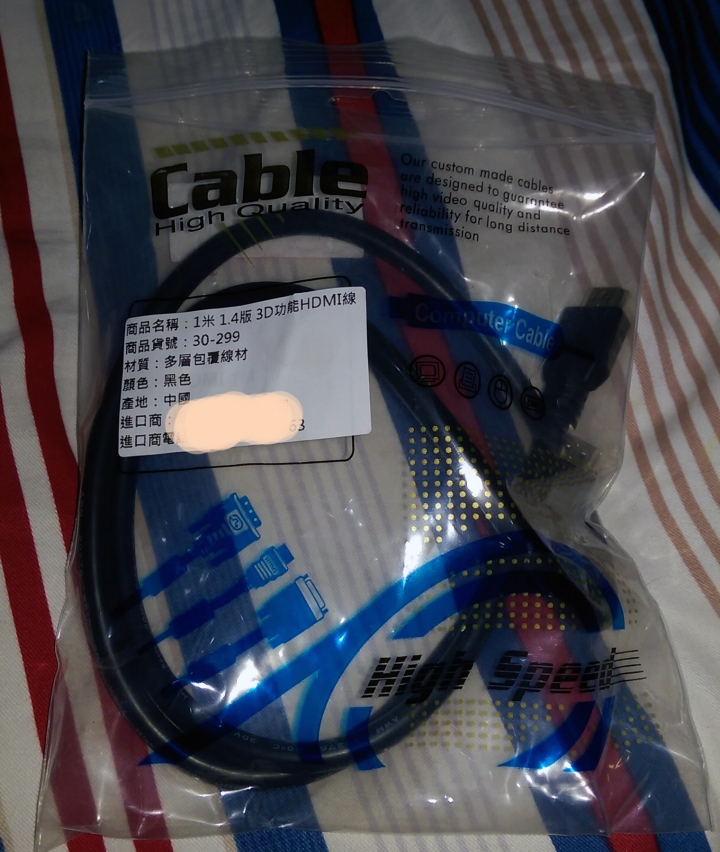 Cable
High Quality
Our custom made cables
are designed to guarantee
high video quality and
reliability for long distance
transmission
商品名稱：1米 1.4版 3D功能HDMI線
商品貨號：30-299
材質：多層包覆線材
顏色：黑色
產地：中國
進口商：
進口商電
Computer Cable
High Speed